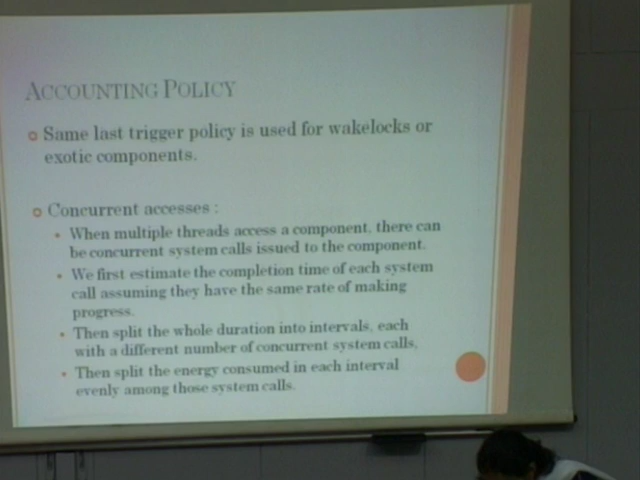 ACCOUNTING POLICY
Same last trigger policy is used for wakelocks or
exotic components.
Concurrent accesses :
When multiple threads access a component, there can
be concurrent system calls issued to the component.
We first estimate the completion time of each system
call assuming they have the same rate of making
progress.
Then split the whole duration into intervals, each
with a different number of concurrent system calls,
Then split the energy consumed in each interval
evenly among those system calls.